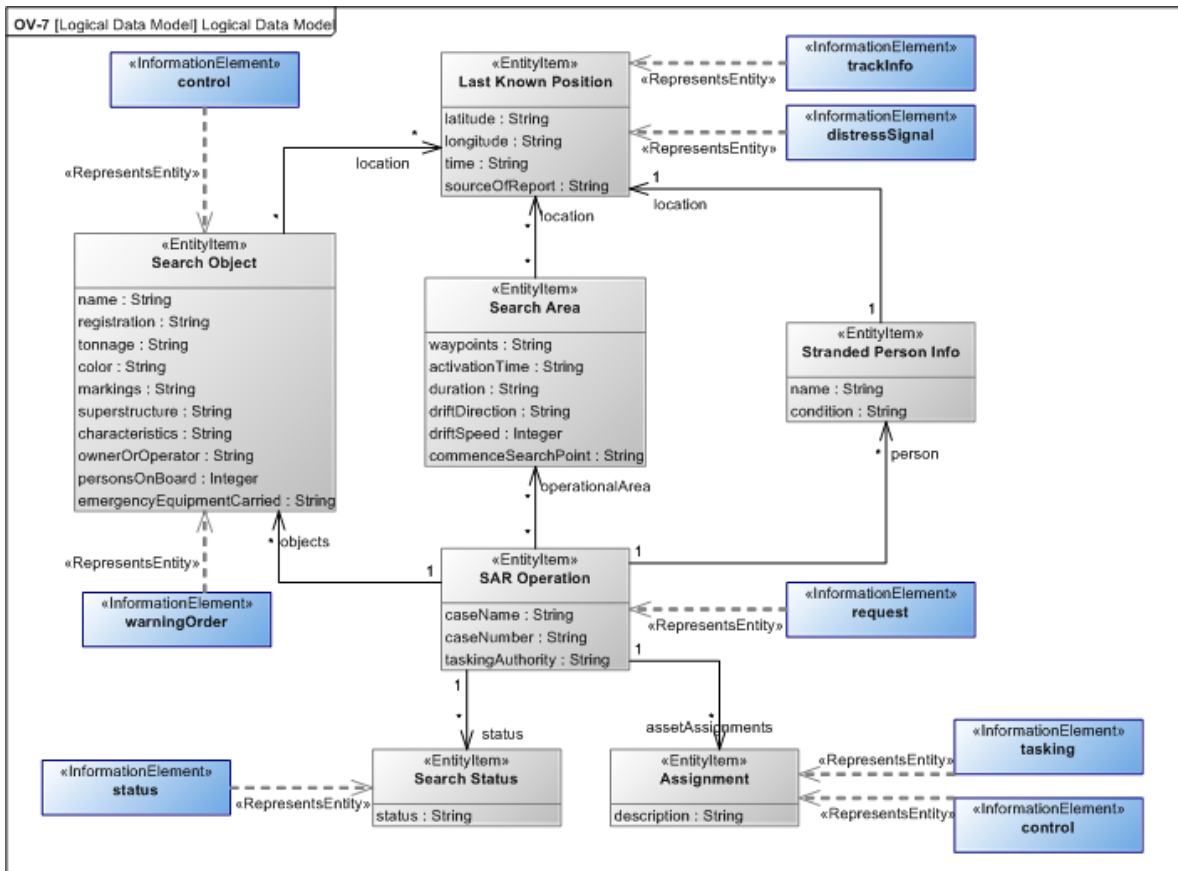 OV-7 [Logical Data Model] Logical Data Model
«InformationElement»
control
«RepresentsEntity»
«EntityItem»
Last Known Position
latitude : String
longitude : String
time : String
sourceOfReport : String
«InformationElement»
trackInfo
«RepresentsEntity»
«InformationElement»
distressSignal
«RepresentsEntity»
*
location
*
location
*
*
1
location
1
«EntityItem»
Search Object
name : String
registration : String
tonnage : String
color : String
markings : String
superstructure : String
characteristics : String
ownerOrOperator : String
personsOnBoard : Integer
emergencyEquipmentCarried : String
«EntityItem»
Search Area
waypoints : String
activationTime : String
duration : String
driftDirection : String
driftSpeed : Integer
commenceSearchPoint : String
«EntityItem»
Stranded Person Info
name : String
condition : String
* person
operationalArea
*
*
* objects
1
1
«RepresentsEntity»
«InformationElement»
warningOrder
«EntityItem»
SAR Operation
caseName : String
caseNumber : String
taskingAuthority : String
«InformationElement»
request
«RepresentsEntity»
1
*
status
1
*
assetAssignments
«InformationElement»
status
«RepresentsEntity»
«EntityItem»
Search Status
status : String
«EntityItem»
Assignment
description : String
«InformationElement»
tasking
«RepresentsEntity»
«InformationElement»
control
«RepresentsEntity»